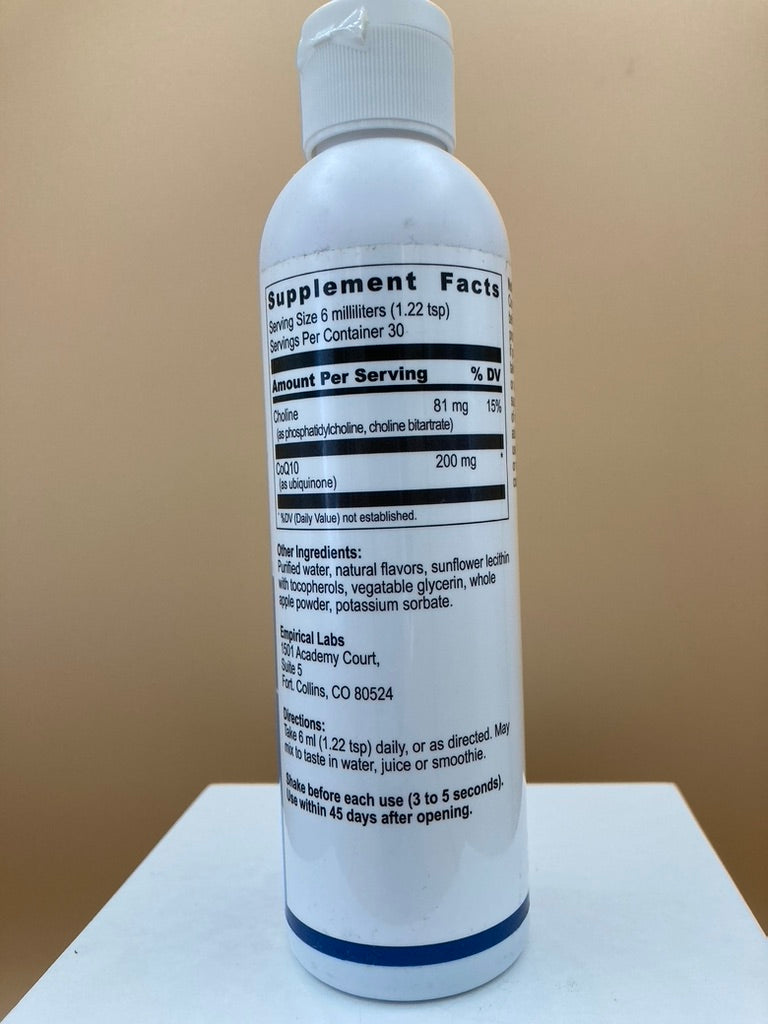 Supplement Facts
Serving Size 6 milliliters (1.22 tsp)
Servings Per Container 30
Amount Per Serving % DV
Choline 81 mg 15%
(as phosphatidylcholine, choline bitartrate)
CoQ10 200 mg *
(as ubiquinone)
* %DV (Daily Value) not established.
Other Ingredients:
Purified water, natural flavors, sunflower lecithin
with tocopherols, vegatable glycerin, whole
apple powder, potassium sorbate.
Empirical Labs
1501 Academy Court,
Suite 5
Fort. Collins, CO 80524
Directions:
Take 6 ml (1.22 tsp) daily, or as directed. May
mix to taste in water, juice or smoothie.
Shake before each use (3 to 5 seconds).
Use within 45 days after opening.